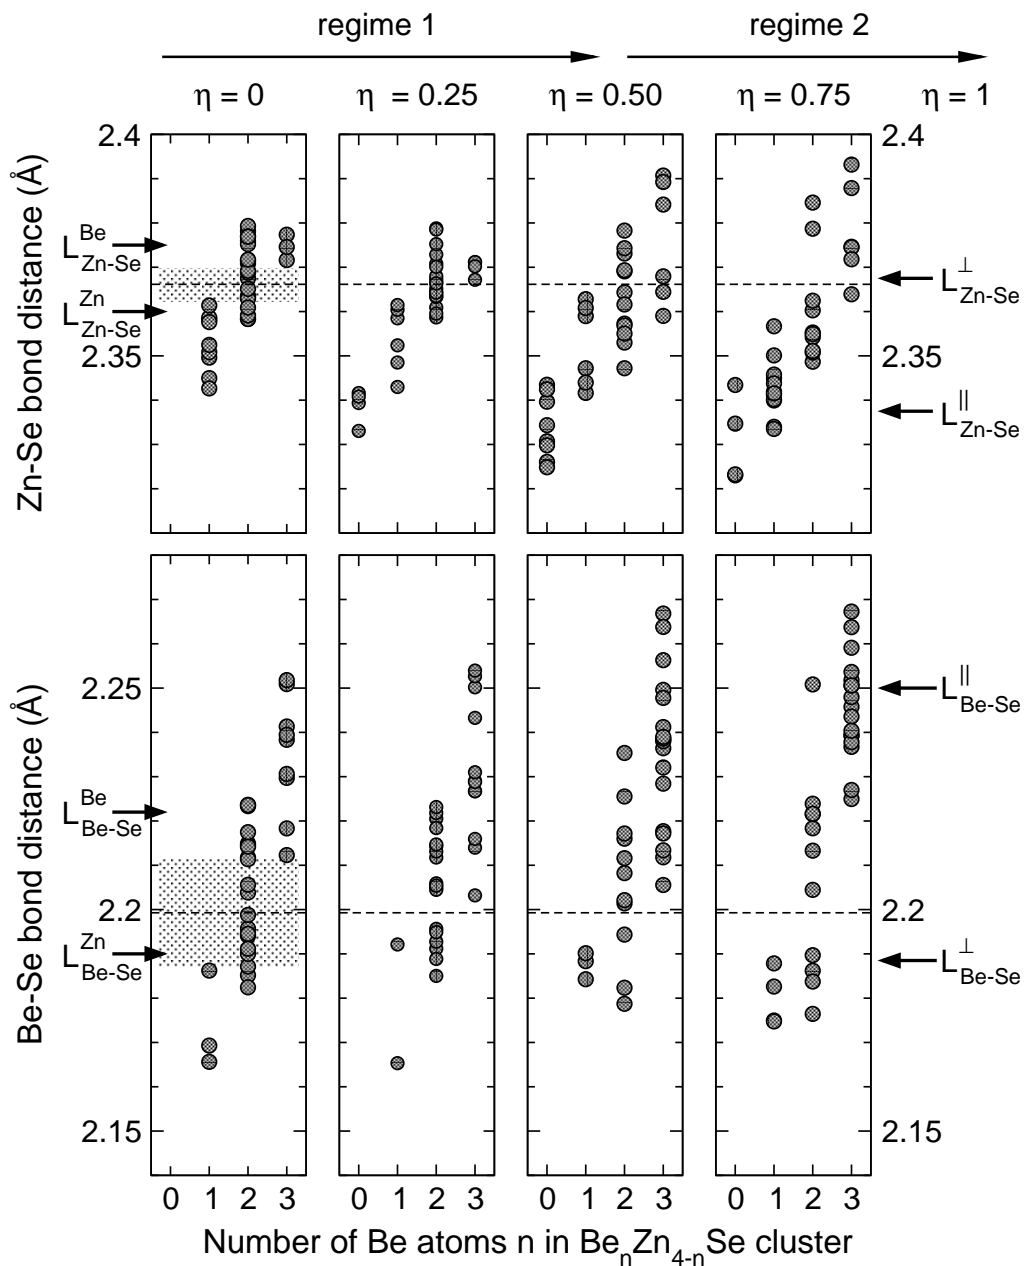 regime 1 regime 2
η = 0 η = 0.25 η = 0.50 η = 0.75 η = 1
Zn-Se bond distance (Å)
2.4
2.35
L Be Zn-Se
L Zn Zn-Se
2.4
2.35
L ⊥ Zn-Se
L || Zn-Se
Be-Se bond distance (Å)
2.25
2.2
2.15
L Be Be-Se
L Zn Be-Se
2.25
2.2
2.15
L || Be-Se
L ⊥ Be-Se
0 1 2 3 0 1 2 3 0 1 2 3 0 1 2 3
Number of Be atoms n in BenZn4-nSe cluster